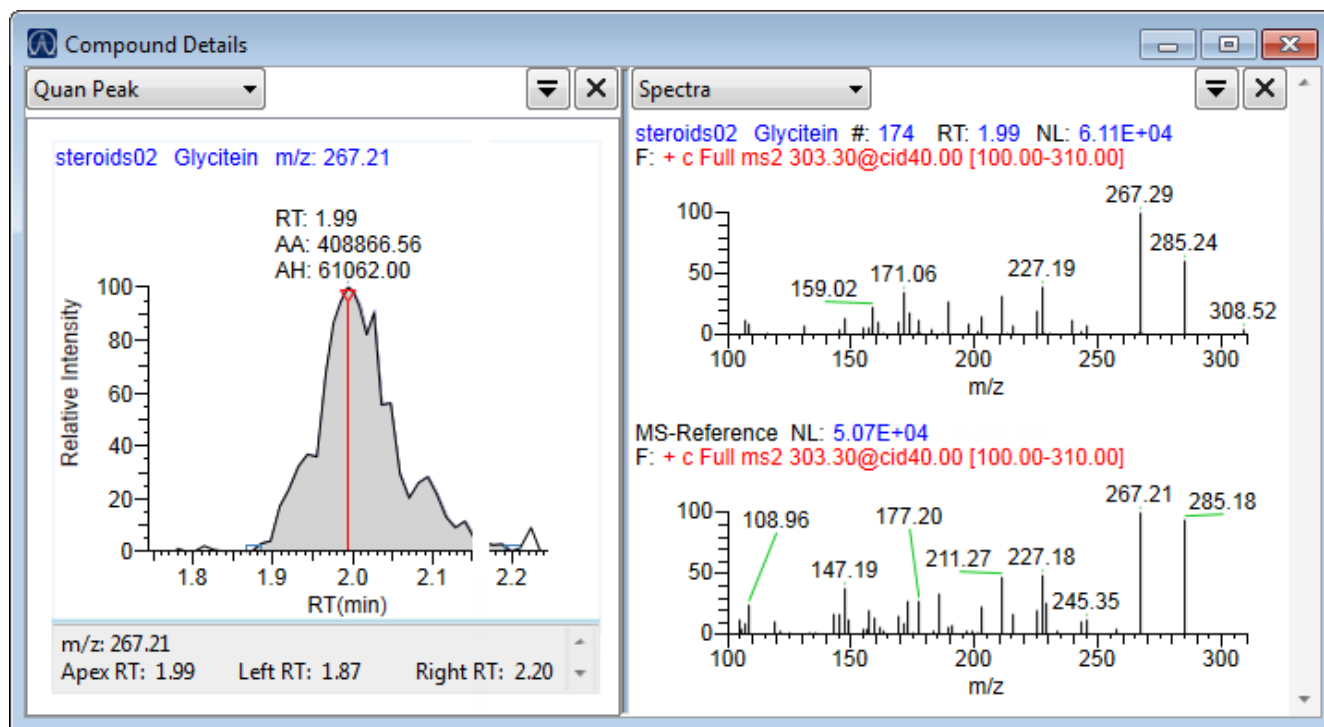 Compound Details
Quan Peak
steroids02 Glycitein m/z: 267.21
RT: 1.99
AA: 408866.56
AH: 61062.00
Relative Intensity
100
80
60
40
20
0
1.8 1.9 2.0 2.1 2.2
RT(min)
m/z: 267.21
Apex RT: 1.99 Left RT: 1.87 Right RT: 2.20
Spectra
steroids02 Glycitein #: 174 RT: 1.99 NL: 6.11E+04
F: + c Full ms2 303.30@cid40.00 [100.00-310.00]
267.29
100
285.24
50
227.19
171.06
159.02
308.52
0
100 150 200 250 300
m/z
MS-Reference NL: 5.07E+04
F: + c Full ms2 303.30@cid40.00 [100.00-310.00]
267.21
285.18
100
108.96
177.20
211.27
227.18
147.19
50
245.35
0
100 150 200 250 300
m/z